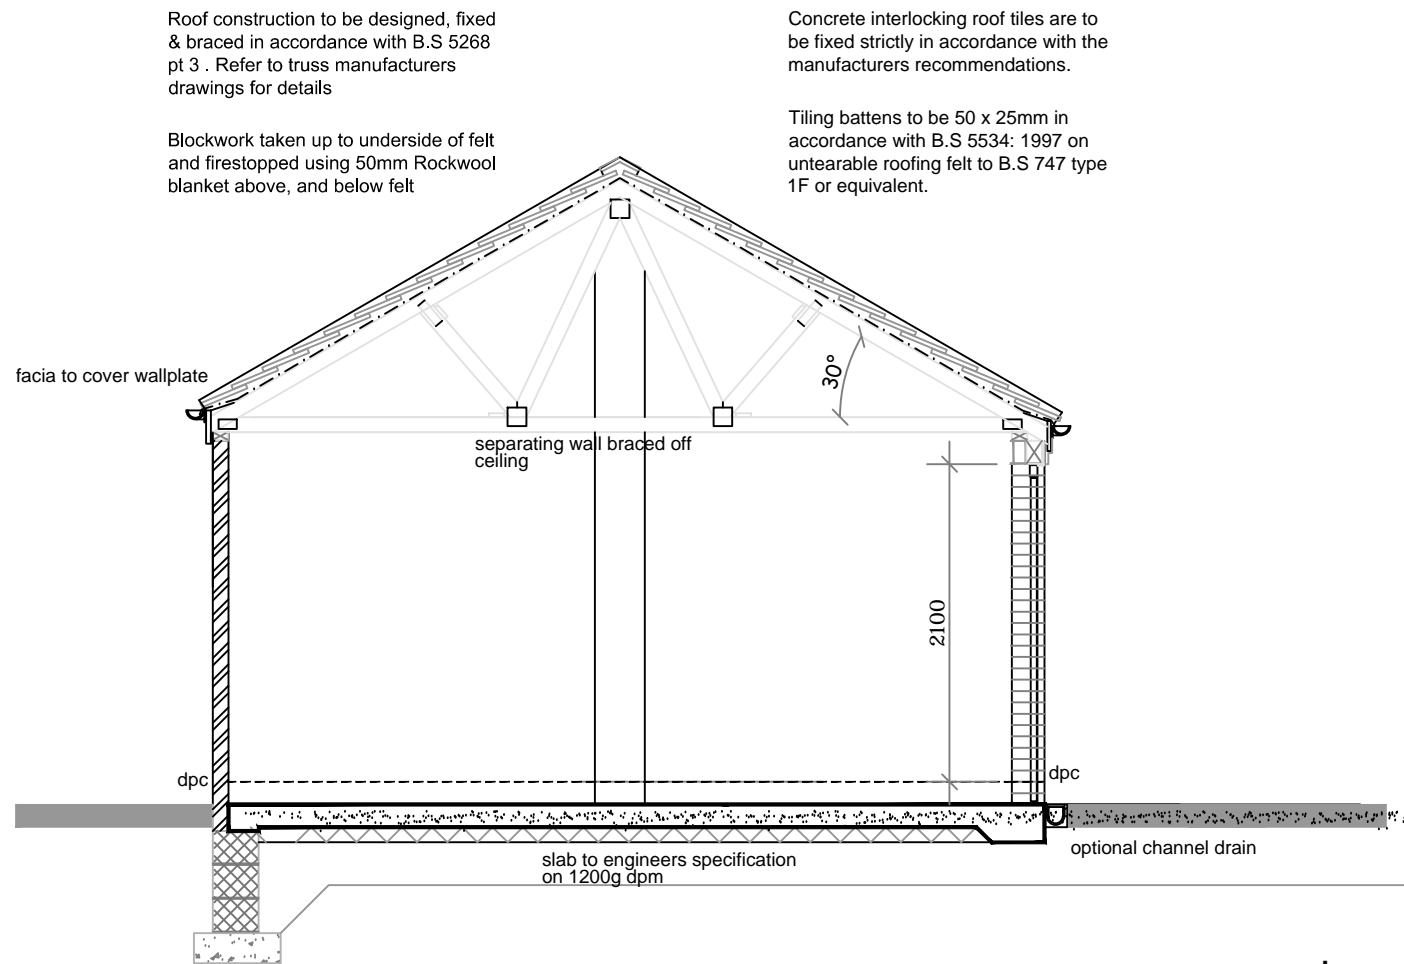 Roof construction to be designed, fixed
& braced in accordance with B.S 5268
pt 3 . Refer to truss manufacturers
drawings for details
Blockwork taken up to underside of felt
and firestopped using 50mm Rockwool
blanket above, and below felt
Concrete interlocking roof tiles are to
be fixed strictly in accordance with the
manufacturers recommendations.
Tiling battens to be 50 x 25mm in
accordance with B.S 5534: 1997 on
untearable roofing felt to B.S 747 type
1F or equivalent.
facia to cover wallplate
30°
separating wall braced off
ceiling
2100
dpc
dpc
optional channel drain
slab to engineers specification
on 1200g dpm